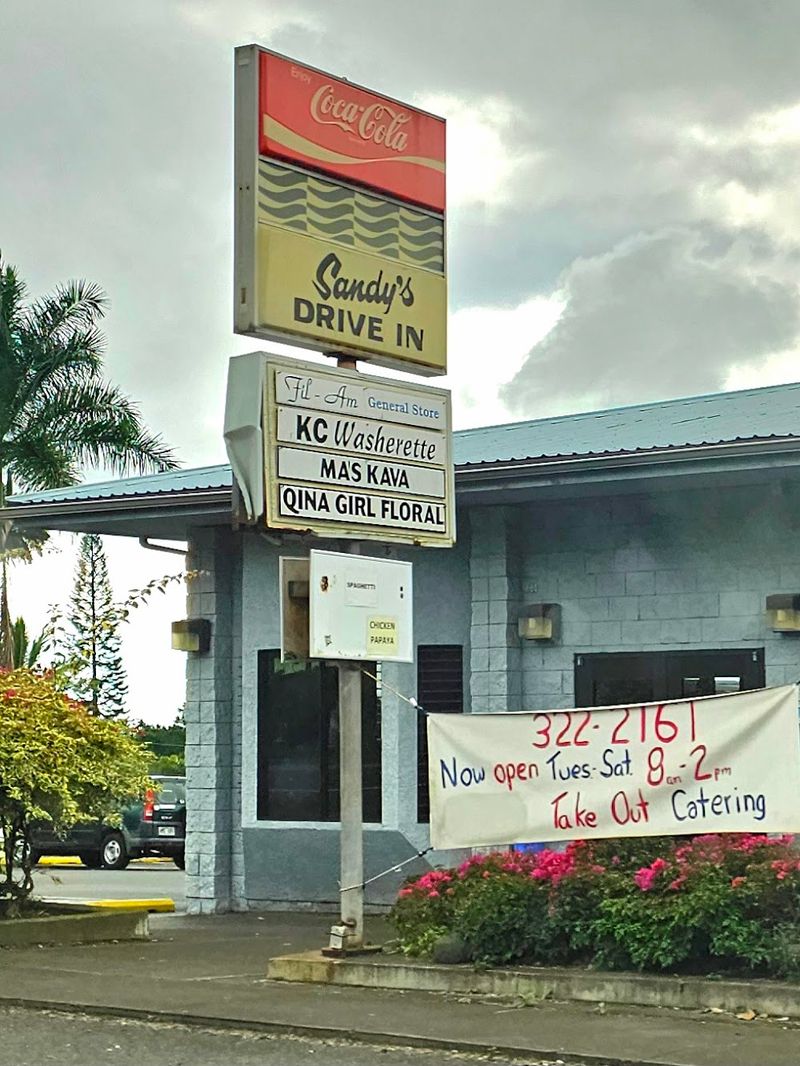 Enjoy
Coca-Cola
Sandy's
DRIVE IN
Fil-Am General Store
KC Washerette
MA'S KAVA
QINA GIRL FLORAL
SPAGHETTI
CHICKEN
PAPAYA
322-2161
Now open Tues-Sat. 8am-2pm
Take Out Catering